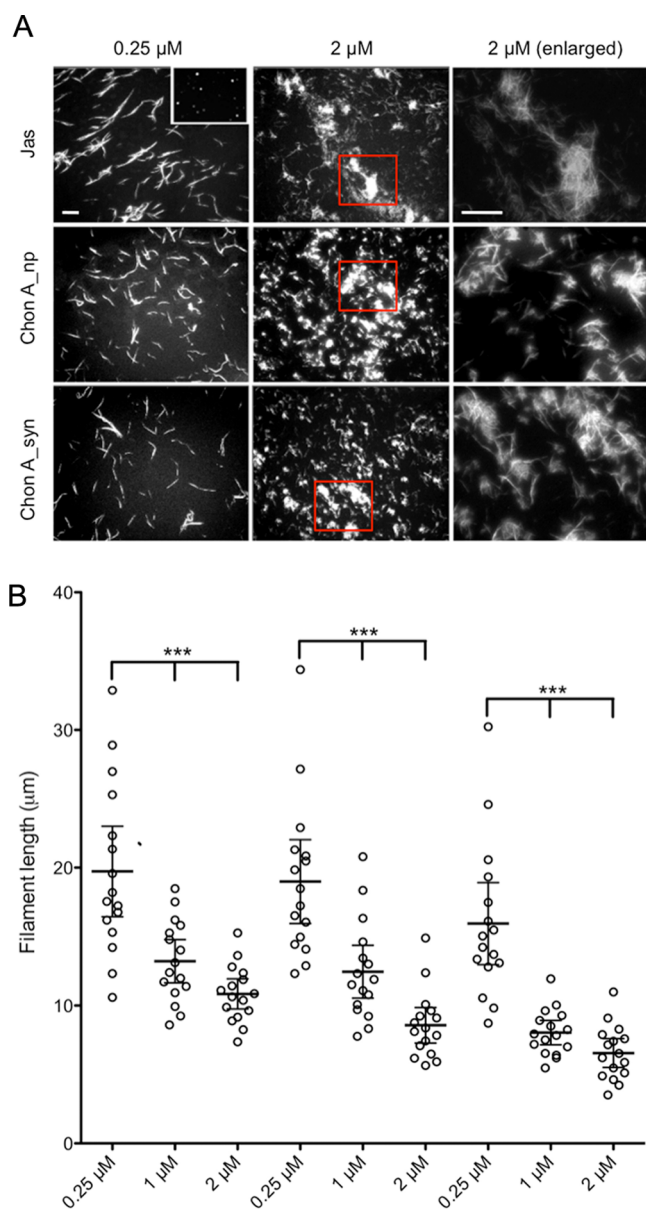 A
0.25 µM
2 µM
2 µM (enlarged)
Jas
Chon A_np
Chon A_syn
B
***
***
***
40
30
20
10
0
Filament length (µm)
0.25 µM
1 µM
2 µM
0.25 µM
1 µM
2 µM
0.25 µM
1 µM
2 µM